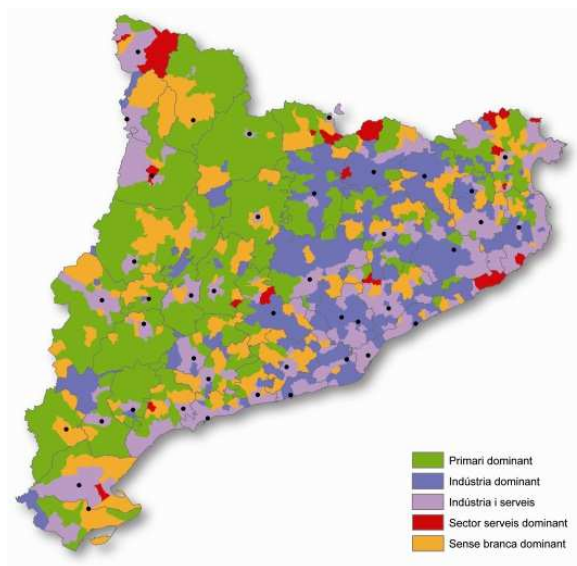 Primari dominant
Indústria dominant
Indústria i serveis
Sector serveis dominant
Sense branca dominant